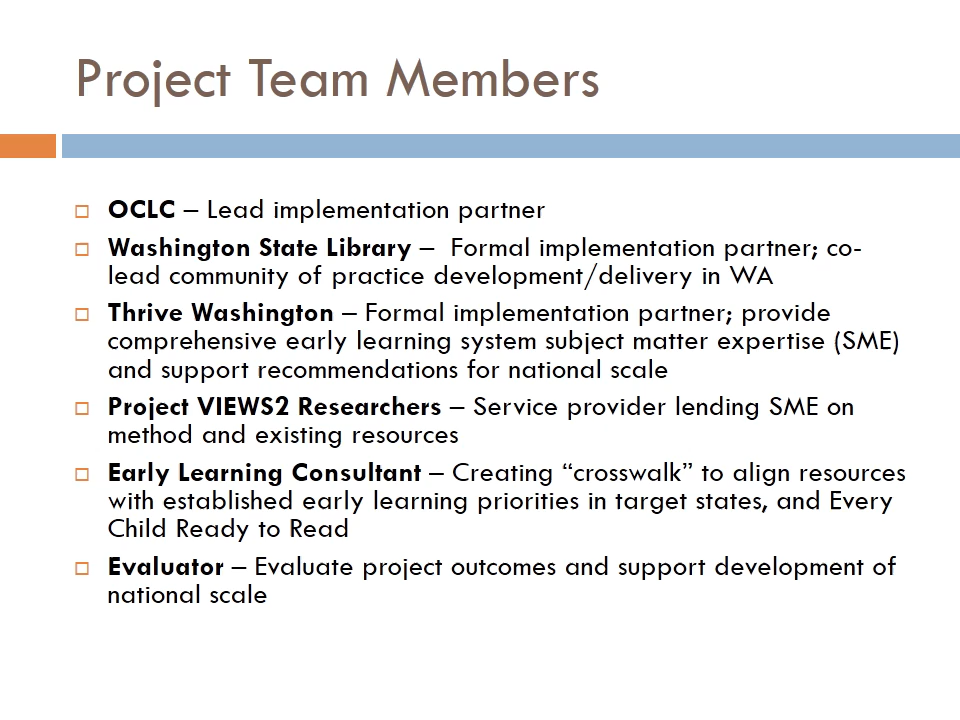 Project Team Members
OCLC – Lead implementation partner
Washington State Library –  Formal implementation partner; co-
lead community of practice development/delivery in WA
Thrive Washington – Formal implementation partner; provide
comprehensive early learning system subject matter expertise (SME)
and support recommendations for national scale
Project VIEWS2 Researchers – Service provider lending SME on
method and existing resources
Early Learning Consultant – Creating “crosswalk” to align resources
with established early learning priorities in target states, and Every
Child Ready to Read
Evaluator – Evaluate project outcomes and support development of
national scale